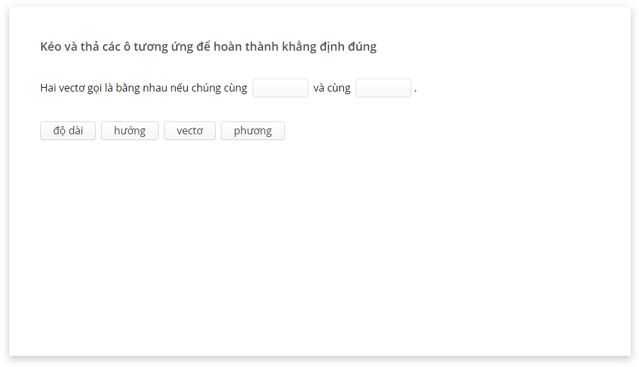 Kéo và thả các ô tương ứng để hoàn thành khẳng định đúng
Hai vectơ gọi là bằng nhau nếu chúng cùng và cùng .
độ dài hướng vectơ phương